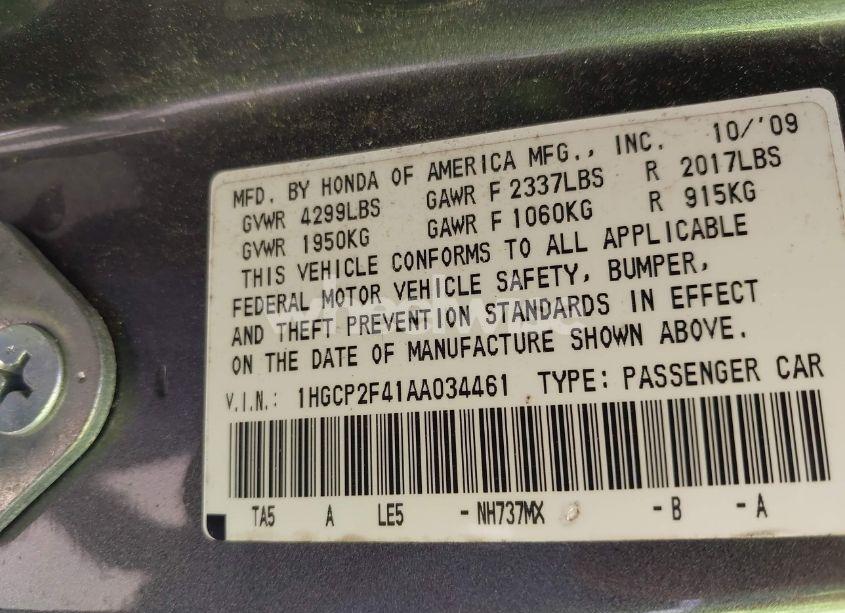 MFD. BY HONDA OF AMERICA MFG., INC. 10/'09
GVWR 4299LBS GAWR F 2337LBS R 2017LBS
GVWR 1950KG GAWR F 1060KG R 915KG
THIS VEHICLE CONFORMS TO ALL APPLICABLE
FEDERAL MOTOR VEHICLE SAFETY, BUMPER,
AND THEFT PREVENTION STANDARDS IN EFFECT
ON THE DATE OF MANUFACTURE SHOWN ABOVE.
V.I.N.: 1HGCP2F41AA034461 TYPE: PASSENGER CAR
TA5 A LE5 -NH737MX -B -A